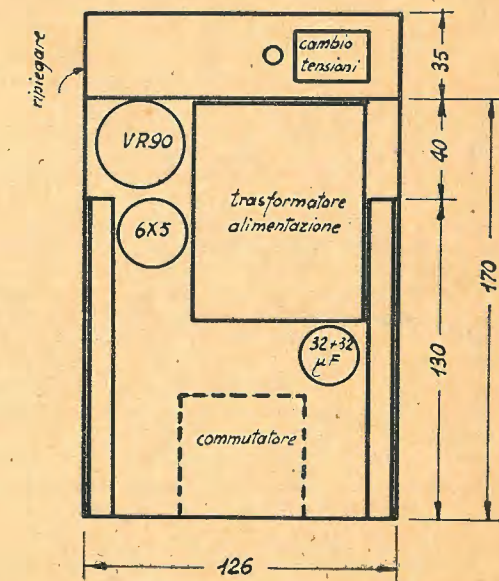 ripiegare
cambio
tensioni
35
VR90
40
trasformatore
alimentazione
6X5
170
32+32
μF
130
commutatore
126